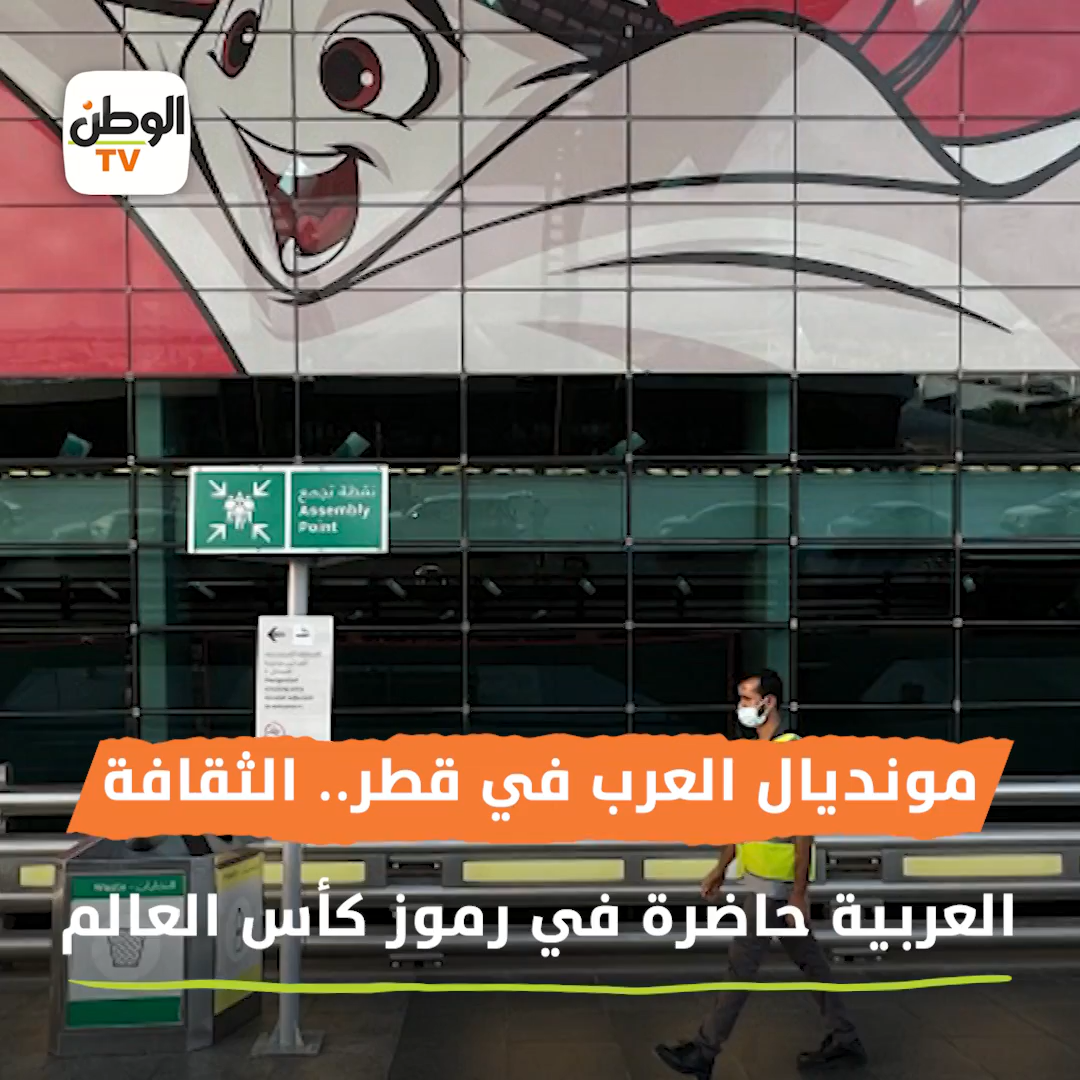 الوطن
TV
نقطة تجمع
Assembly
Point
مونديال العرب في قطر.. الثقافة
العربية حاضرة في رموز كأس العالم
Waste